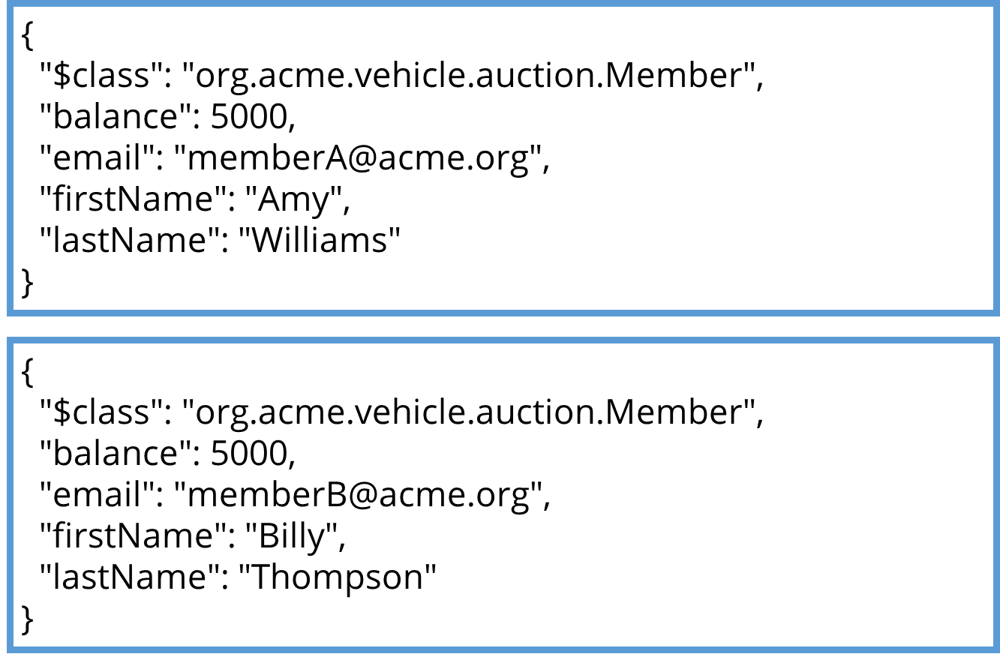 {
"$class": "org.acme.vehicle.auction.Member",
"balance": 5000,
"email": "memberA@acme.org",
"firstName": "Amy",
"lastName": "Williams"
}
{
"$class": "org.acme.vehicle.auction.Member",
"balance": 5000,
"email": "memberB@acme.org",
"firstName": "Billy",
"lastName": "Thompson"
}